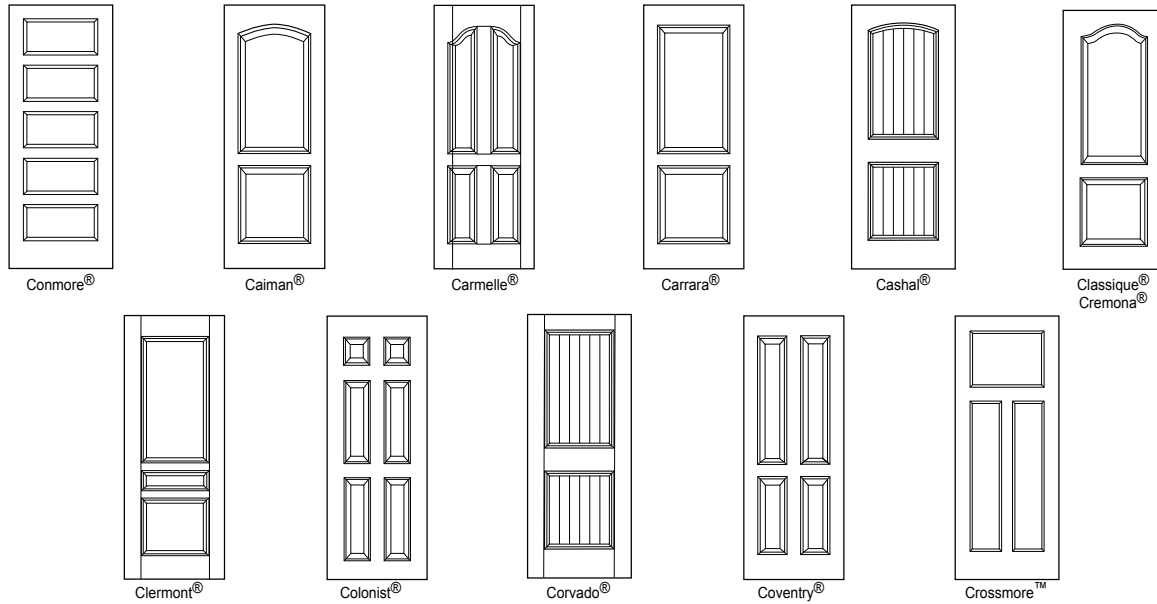 Conmore®
Caiman®
Carmelle®
Carrara®
Cashal®
Classique®
Cremona®
Clermont®
Colonist®
Corvado®
Coventry®
Crossmore™